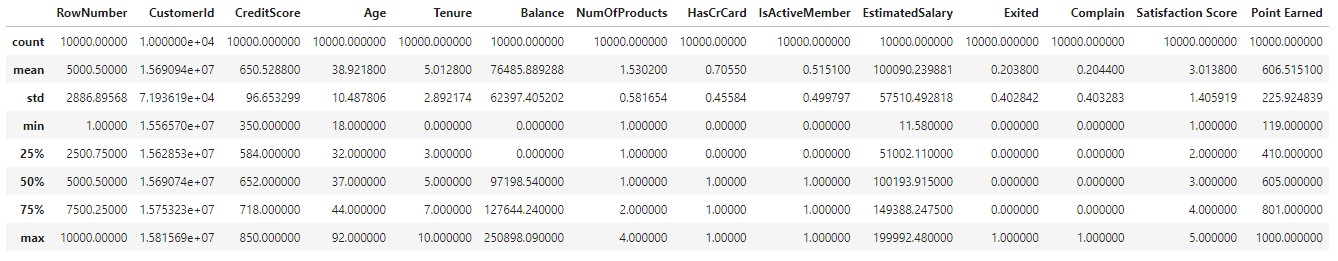 RowNumber CustomerId CreditScore Age Tenure Balance NumOfProducts HasCrCard IsActiveMember EstimatedSalary Exited Complain Satisfaction Score Point Earned
count 10000.00000 1.000000e+04 10000.000000 10000.000000 10000.000000 10000.000000 10000.000000 10000.00000 10000.000000 10000.000000 10000.000000 10000.000000 10000.000000 10000.000000
mean 5000.50000 1.569094e+07 650.528800 38.921800 5.012800 76485.889288 1.530200 0.70550 0.515100 100090.239881 0.203800 0.204400 3.013800 606.515100
std 2886.89568 7.193619e+04 96.653299 10.487806 2.892174 62397.405202 0.581654 0.45584 0.499797 57510.492818 0.402842 0.403283 1.405919 225.924839
min 1.00000 1.556570e+07 350.000000 18.000000 0.000000 0.000000 1.000000 0.00000 0.000000 11.580000 0.000000 0.000000 1.000000 119.000000
25% 2500.75000 1.562853e+07 584.000000 32.000000 3.000000 0.000000 1.000000 0.00000 0.000000 51002.110000 0.000000 0.000000 2.000000 410.000000
50% 5000.50000 1.569074e+07 652.000000 37.000000 5.000000 97198.540000 1.000000 1.00000 1.000000 100193.915000 0.000000 0.000000 3.000000 605.000000
75% 7500.25000 1.575323e+07 718.000000 44.000000 7.000000 127644.240000 2.000000 1.00000 1.000000 149388.247500 0.000000 0.000000 4.000000 801.000000
max 10000.00000 1.581569e+07 850.000000 92.000000 10.000000 250898.090000 4.000000 1.00000 1.000000 199992.480000 1.000000 1.000000 5.000000 1000.000000